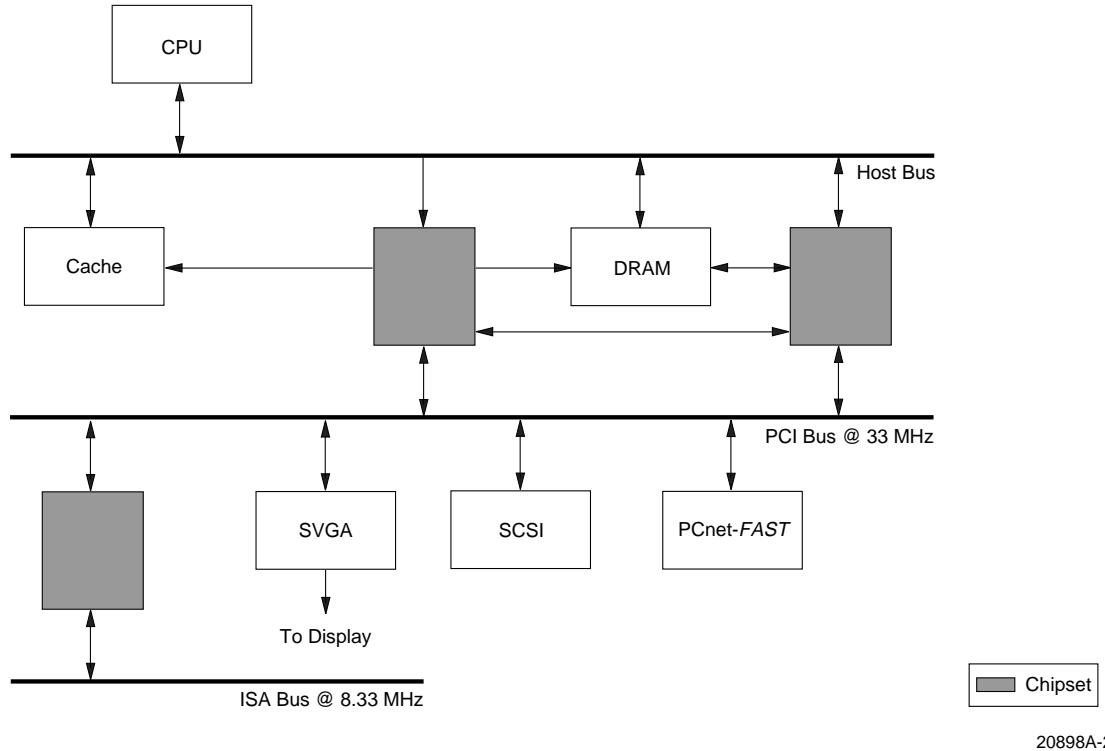 CPU
Host Bus
Cache
DRAM
PCI Bus @ 33 MHz
SVGA
SCSI
PCnet-FAST
To Display
ISA Bus @ 8.33 MHz
Chipset